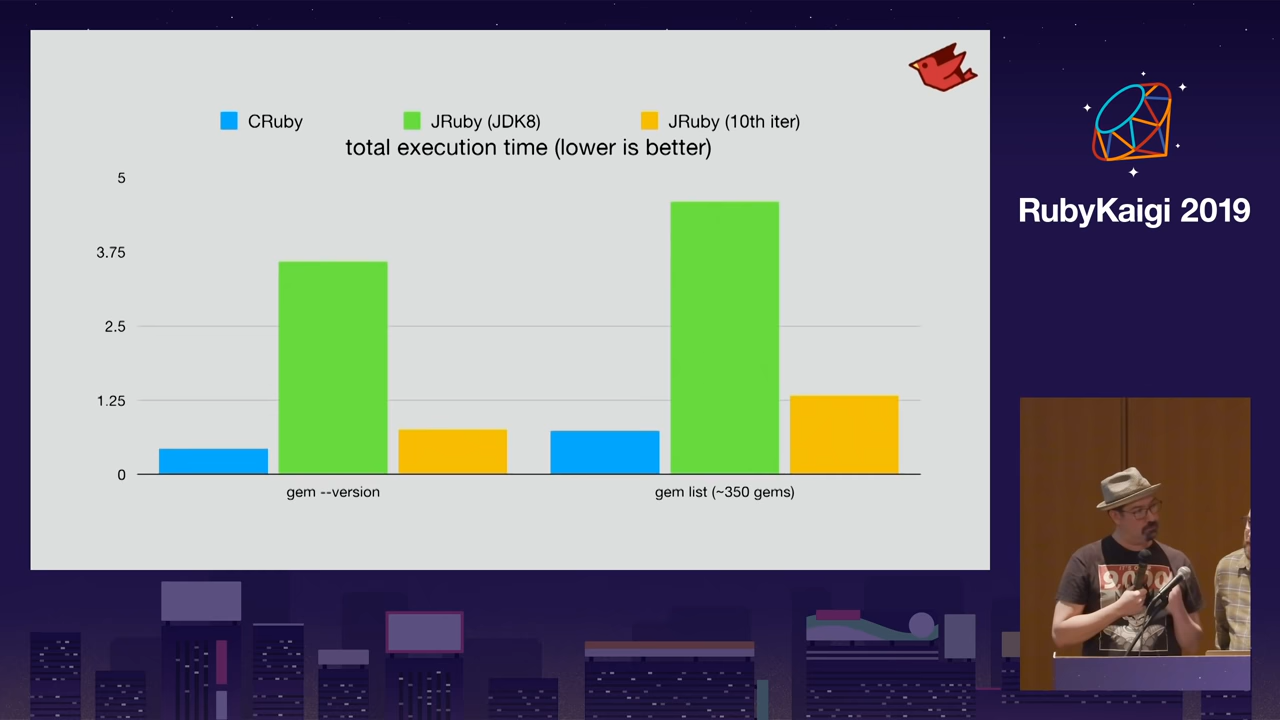 CRuby
JRuby (JDK8)
JRuby (10th iter)
total execution time (lower is better)
5
3.75
2.5
1.25
0
gem --version
gem list (~350 gems)
RubyKaigi 2019